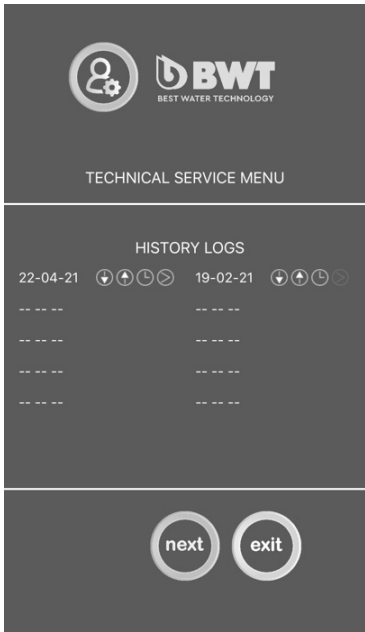 BWT
BEST WATER TECHNOLOGY
TECHNICAL SERVICE MENU
HISTORY LOGS
22-04-21 19-02-21
-- -- -- -- -- --
-- -- -- -- -- --
-- -- -- -- -- --
-- -- -- -- -- --
next exit